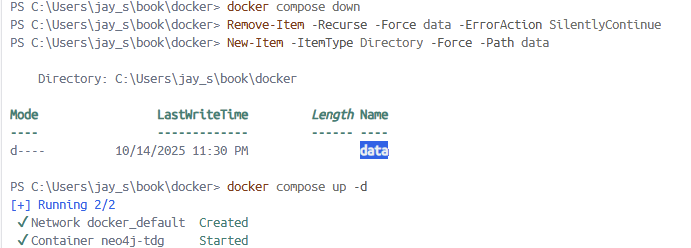 PS C:\Users\jay_s\book\docker> docker compose down
PS C:\Users\jay_s\book\docker> Remove-Item -Recurse -Force data -ErrorAction SilentlyContinue
PS C:\Users\jay_s\book\docker> New-Item -ItemType Directory -Force -Path data
Directory: C:\Users\jay_s\book\docker
Mode LastWriteTime Length Name
---- ------------- ------ ----
d---- 10/14/2025 11:30 PM data
PS C:\Users\jay_s\book\docker> docker compose up -d
[+] Running 2/2
✓ Network docker_default Created
✓ Container neo4j-tdg Started